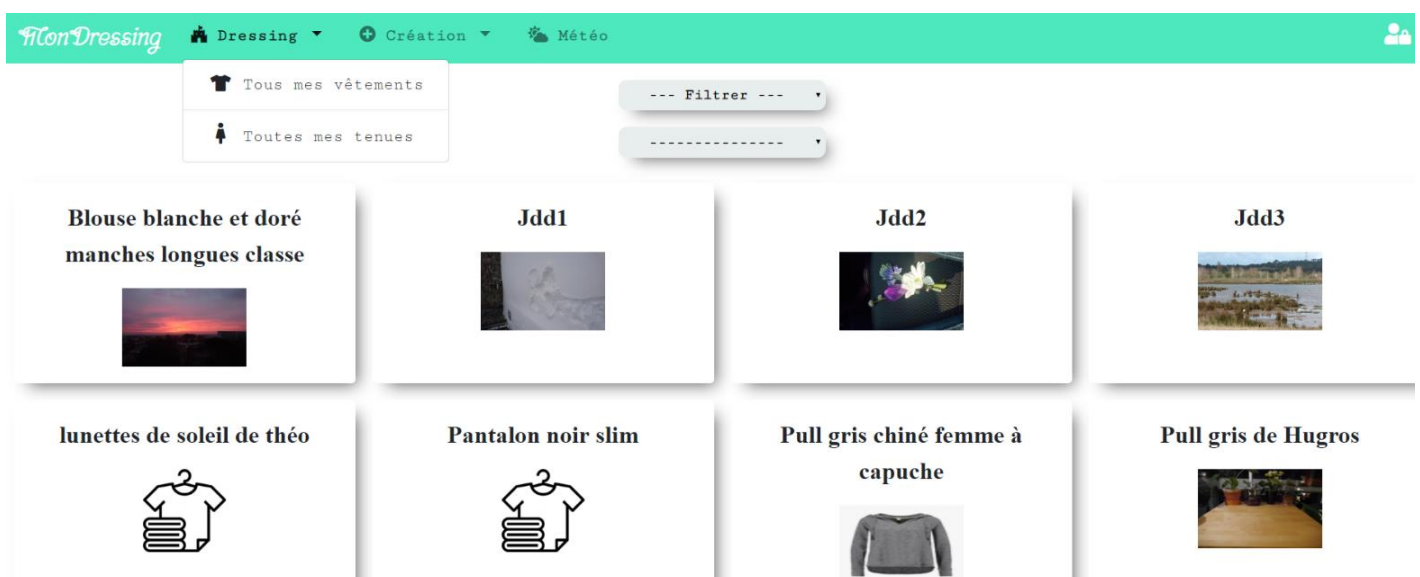 MonDressing Dressing Création Météo
Tous mes vêtements
Toutes mes tenues
--- Filtrer ---
---------------
Blouse blanche et doré
manches longues classe
Jdd1
Jdd2
Jdd3
lunettes de soleil de théo
Pantalon noir slim
Pull gris chiné femme à
capuche
Pull gris de Hugros